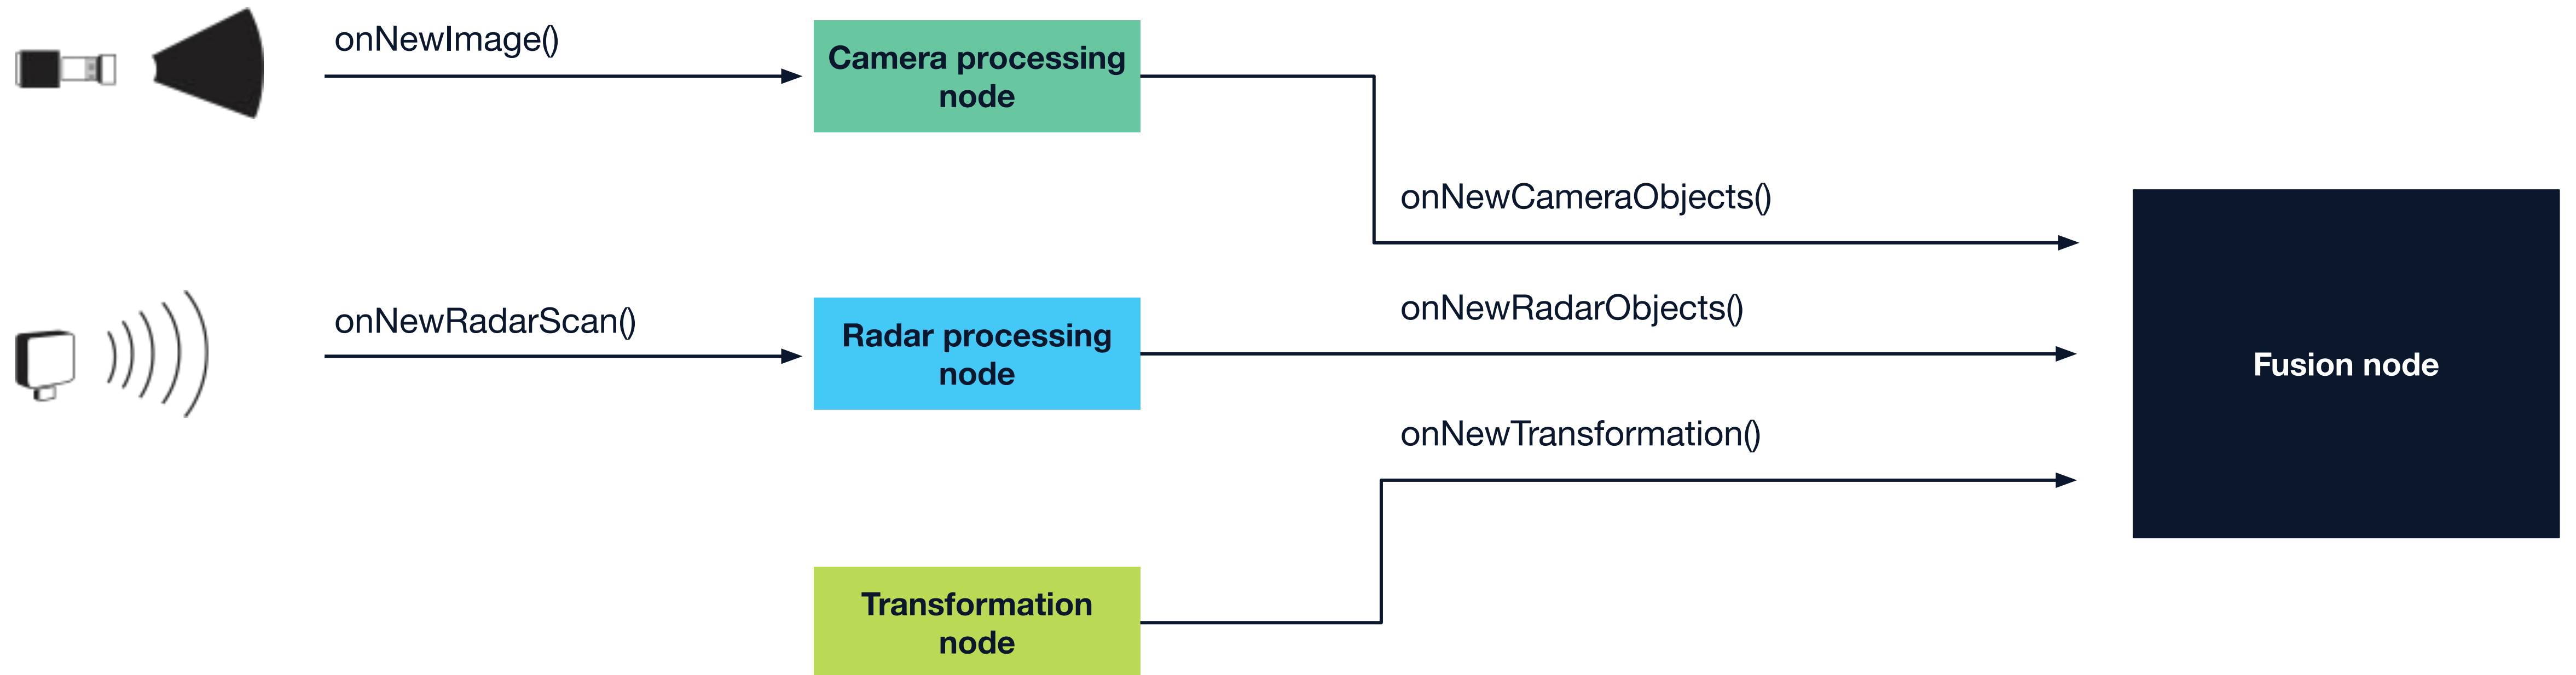 onNewImage()
Camera processing
node
onNewCameraObjects()
onNewRadarScan()
Radar processing
node
onNewRadarObjects()
Fusion node
onNewTransformation()
Transformation
node